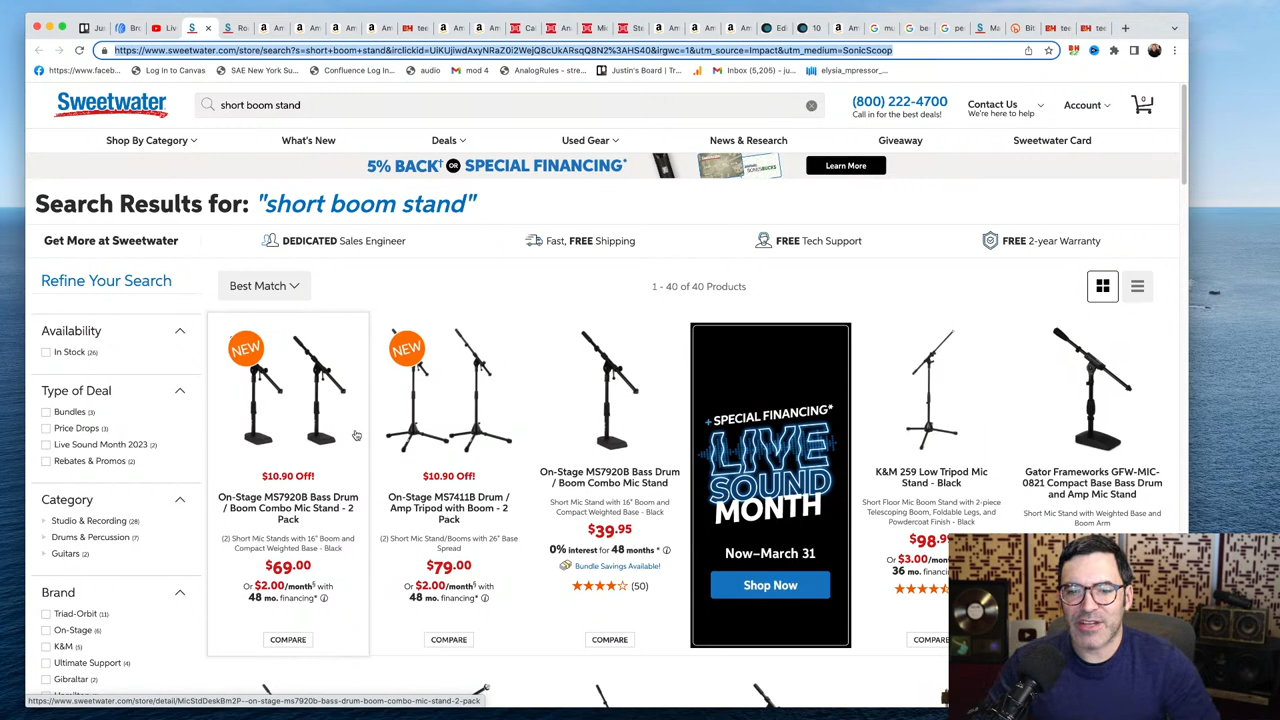 https://www.sweetwater.com/store/search?s=short+boom+stand&irclickid=UiKUjiwdAxyNRaZ0i2WejQ8cUkARsqQ8N2%3AHS40&irgwc=1&utm_source=Impact&utm_medium=SonicScoop
https://www.faceb...
Log In to Canvas
SAE New York Su...
Confluence Log In...
audio
mod 4
AnalogRules - stre...
Justin's Board | Tr...
Inbox (5,205) - ju...
elysia_mpressor_...
Sweetwater
short boom stand
(800) 222-4700
Call in for the best deals!
Contact Us
We're here to help
Account
0
Shop By Category
What's New
Deals
Used Gear
News & Research
Giveaway
Sweetwater Card
5% BACK† OR SPECIAL FINANCING*
Learn More
Search Results for: "short boom stand"
Get More at Sweetwater
DEDICATED Sales Engineer
Fast, FREE Shipping
FREE Tech Support
FREE 2-year Warranty
Refine Your Search
Best Match
1 - 40 of 40 Products
Availability
In Stock (26)
Type of Deal
Bundles (3)
Price Drops (3)
Live Sound Month 2023 (2)
Rebates & Promos (2)
Category
Studio & Recording (28)
Drums & Percussion (7)
Guitars (2)
Brand
Triad-Orbit (11)
On-Stage (6)
K&M (5)
Ultimate Support (4)
Gibraltar (2)
NEW
$10.90 Off!
On-Stage MS7920B Bass Drum
/ Boom Combo Mic Stand - 2
Pack
(2) Short Mic Stands with 16" Boom and
Compact Weighted Base - Black
$69.00
Or $2.00/month§ with
48 mo. financing*
COMPARE
NEW
$10.90 Off!
On-Stage MS7411B Drum /
Amp Tripod with Boom - 2
Pack
(2) Short Mic Stand/Booms with 26" Base
Spread
$79.00
Or $2.00/month§ with
48 mo. financing*
COMPARE
On-Stage MS7920B Bass Drum
/ Boom Combo Mic Stand
Short Mic Stand with 16" Boom and
Compact Weighted Base - Black
$39.95
0% interest for 48 months *
Bundle Savings Available!
(50)
COMPARE
SPECIAL FINANCING*
LIVE
SOUND
MONTH
Now–March 31
Shop Now
K&M 259 Low Tripod Mic
Stand - Black
Short Floor Mic Boom Stand with 2-piece
Telescoping Boom, Foldable Legs, and
Powdercoat Finish - Black
$98.9
Or $3.00/mont
36 mo. financi
COMPARE
Gator Frameworks GFW-MIC-
0821 Compact Base Bass Drum
and Amp Mic Stand
Short Mic Stand with Weighted Base and
Boom Arm
https://www.sweetwater.com/store/detail/MicStdDeskBm2P--on-stage-ms7920b-bass-drum-boom-combo-mic-stand-2-pack